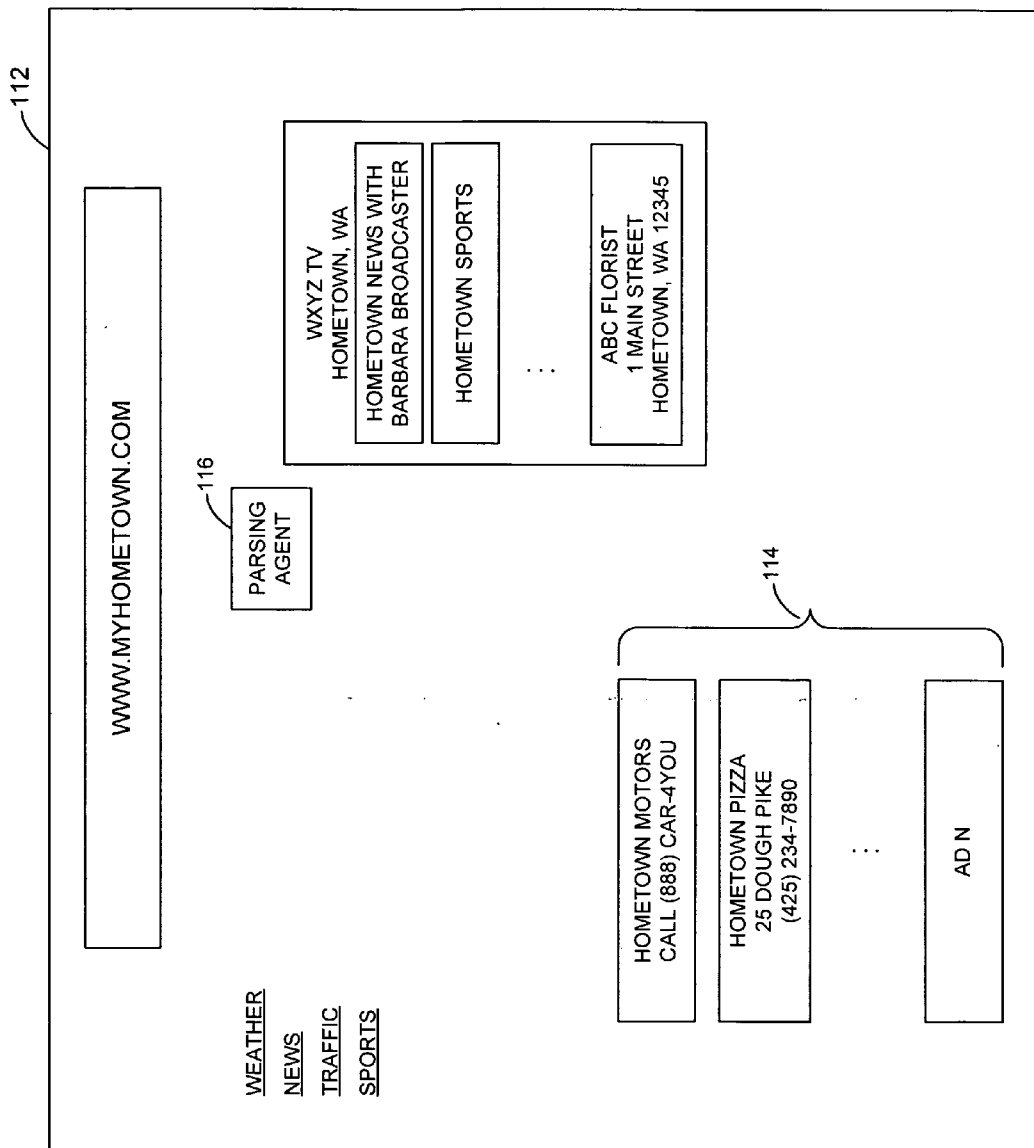 112
WWW.MYHOMETOWN.COM
WEATHER
NEWS
TRAFFIC
SPORTS
116
PARSING
AGENT
WXYZ TV
HOMETOWN, WA
HOMETOWN NEWS WITH
BARBARA BROADCASTER
HOMETOWN SPORTS
...
ABC FLORIST
1 MAIN STREET
HOMETOWN, WA 12345
114
HOMETOWN MOTORS
CALL (888) CAR-4YOU
HOMETOWN PIZZA
25 DOUGH PIKE
(425) 234-7890
...
AD N